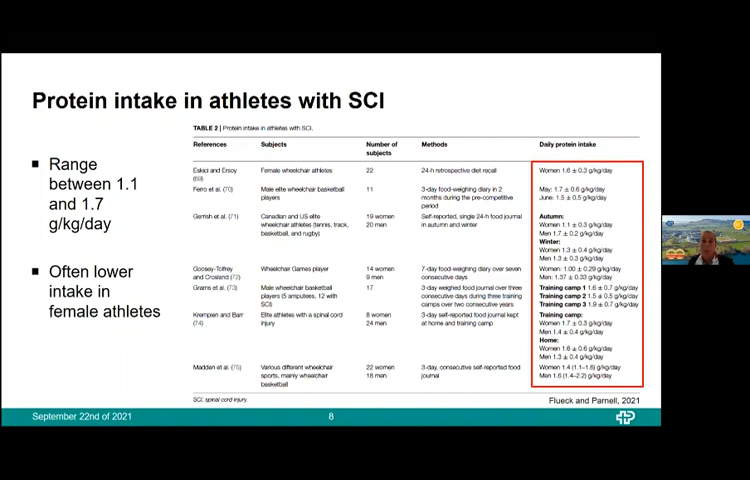 Protein intake in athletes with SCI
■ Range
between 1.1
and 1.7
g/kg/day
■ Often lower
intake in
female athletes
TABLE 2 | Protein intake in athletes with SCI.
References Subjects Number of subjects Methods Daily protein intake
Eskici and Ersoy (69) Female wheelchair athletes 22 24-h retrospective diet recall Women 1.6 ± 0.3 g/kg/day
Ferro et al. (70) Male elite wheelchair basketball players 11 3-day food-weighing diary in 2 months during the pre-competitive period May: 1.7 ± 0.6 g/kg/day
June: 1.5 ± 0.5 g/kg/day
Gerrish et al. (71) Canadian and US elite wheelchair athletes (tennis, track, basketball, and rugby) 19 women 20 men Self-reported, single 24-h food journal in autumn and winter Autumn:
Women 1.1 ± 0.3 g/kg/day
Men 1.7 ± 0.2 g/kg/day
Winter:
Women 1.3 ± 0.4 g/kg/day
Men 1.3 ± 0.3 g/kg/day
Goosey-Tolfrey and Crosland (72) Wheelchair Games player 14 women 9 men 7-day food-weighing diary over seven consecutive days Women: 1.00 ± 0.29 g/kg/day
Men: 1.37 ± 0.33 g/kg/day
Grams et al. (73) Male wheelchair basketball players (5 amputees, 12 with SCI) 17 3-day weighed food journal over three consecutive days during three training camps over two consecutive years Training camp 1 1.6 ± 0.7 g/kg/day
Training camp 2 1.5 ± 0.5 g/kg/day
Training camp 3 1.9 ± 0.7 g/kg/day
Krempien and Barr (74) Elite athletes with a spinal cord injury 8 women 24 men 3-day self-reported food journal kept at home and training camp Training camp:
Women 1.7 ± 0.3 g/kg/day
Men 1.4 ± 0.4 g/kg/day
Home:
Women 1.6 ± 0.6 g/kg/day
Men 1.3 ± 0.4 g/kg/day
Madden et al. (75) Various different wheelchair sports, mainly wheelchair basketball 22 women 18 men 3-day, consecutive self-reported food journal Women 1.4 (1.1–1.6) g/kg/day
Men 1.6 (1.4–2.2) g/kg/day
SCI, spinal cord injury.
Flueck and Parnell, 2021
September 22nd of 2021
8